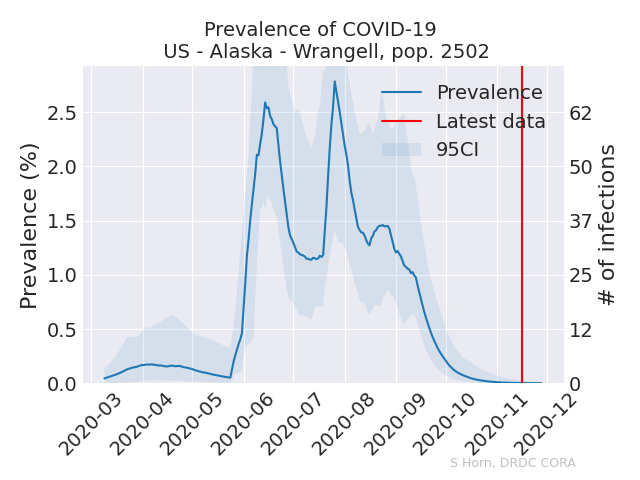 Prevalence of COVID-19
US - Alaska - Wrangell, pop. 2502
Prevalence
Latest data
95CI
Prevalence (%)
2.5
2.0
1.5
1.0
0.5
0.0
62
50
37
25
12
0
# of infections
2020-03
2020-04
2020-05
2020-06
2020-07
2020-08
2020-09
2020-10
2020-11
2020-12
S Horn, DRDC CORA